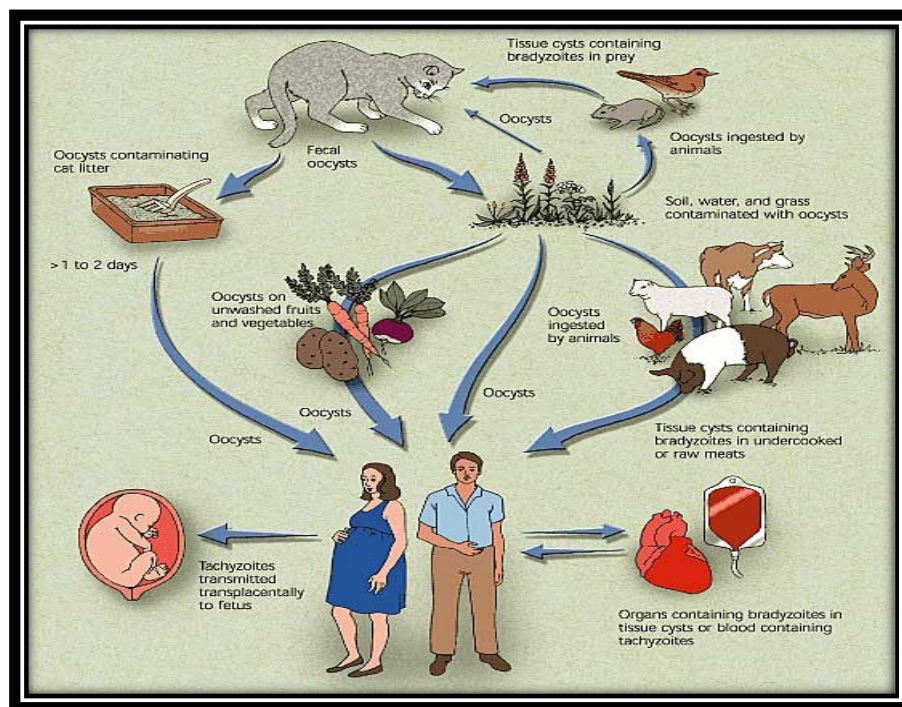 Tissue cysts containing
bradyzoites in prey
Oocysts
Oocysts ingested by
animals
Oocysts contaminating
cat litter
Fecal
oocysts
Soil, water, and grass
contaminated with oocysts
>1 to 2 days
Oocysts on
unwashed fruits
and vegetables
Oocysts
ingested
by animals
Oocysts
Oocysts
Oocysts
Tissue cysts containing
bradyzoites in undercooked
or raw meats
Tachyzoites
transmitted
transplacentally
to fetus
Organs containing bradyzoites in
tissue cysts or blood containing
tachyzoites